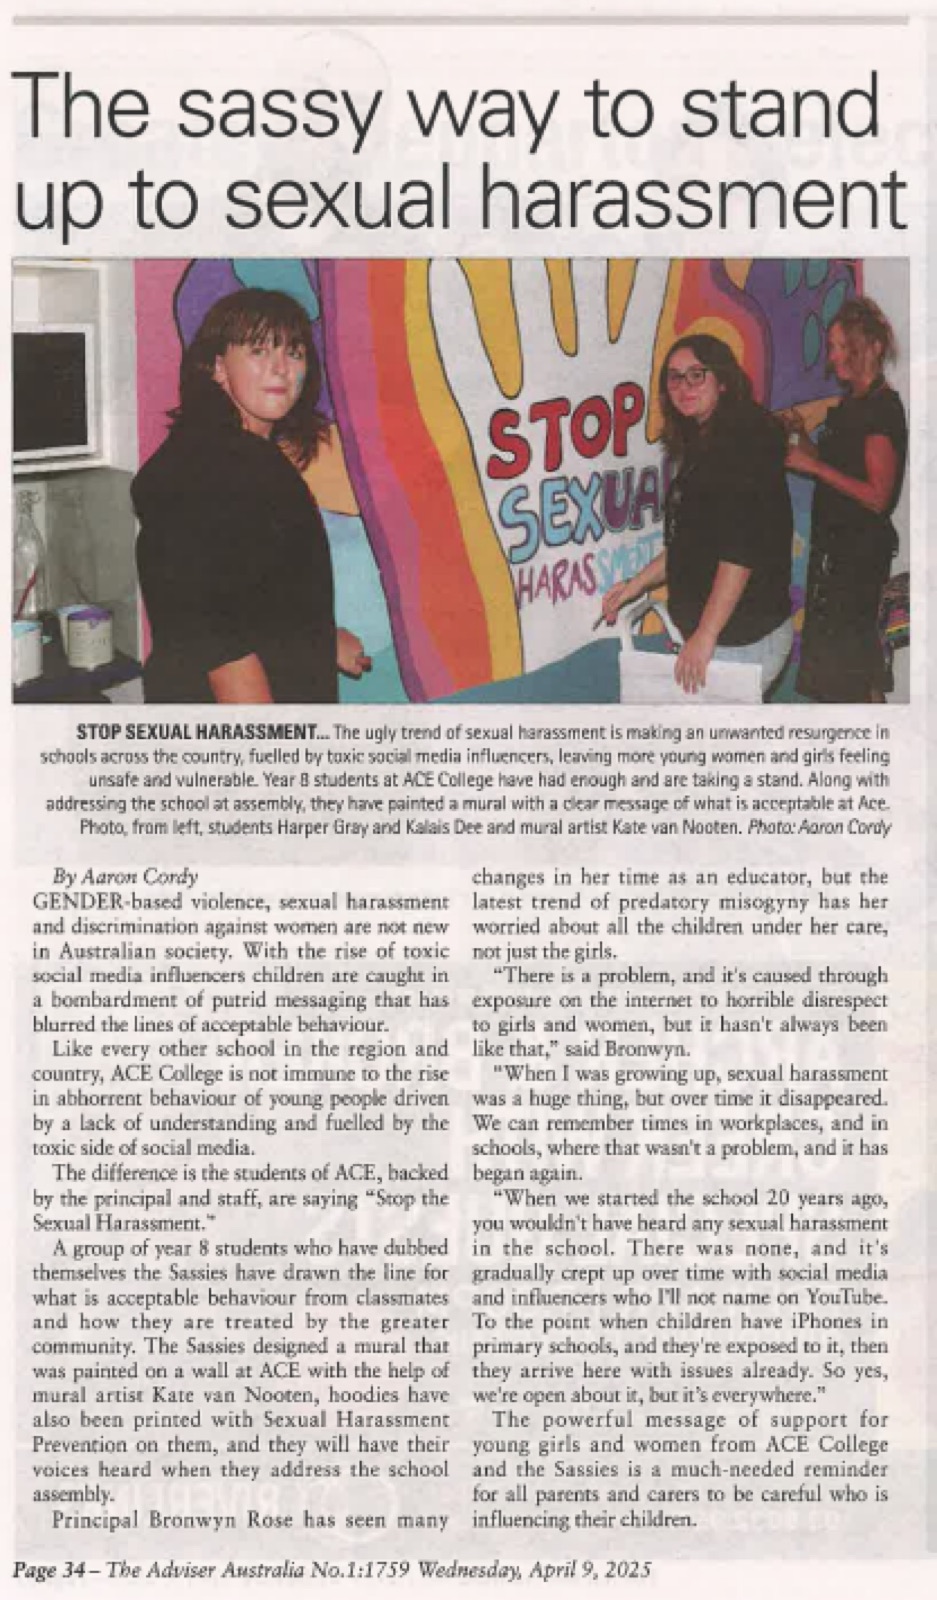 The sassy way to stand
up to sexual harassment
STOP
SEXUA
HARASSMENT
STOP SEXUAL HARASSMENT... The ugly trend of sexual harassment is making an unwanted resurgence in
schools across the country, fuelled by toxic social media influencers, leaving more young women and girls feeling
unsafe and vulnerable. Year 8 students at ACE College have had enough and are taking a stand. Along with
addressing the school at assembly, they have painted a mural with a clear message of what is acceptable at Ace.
Photo, from left, students Harper Gray and Kalais Dee and mural artist Kate van Nooten. Photo: Aaron Cordy
By Aaron Cordy
GENDER-based violence, sexual harassment
and discrimination against women are not new
in Australian society. With the rise of toxic
social media influencers children are caught in
a bombardment of putrid messaging that has
blurred the lines of acceptable behaviour.
Like every other school in the region and
country, ACE College is not immune to the rise
in abhorrent behaviour of young people driven
by a lack of understanding and fuelled by the
toxic side of social media.
The difference is the students of ACE, backed
by the principal and staff, are saying "Stop the
Sexual Harassment."
A group of year 8 students who have dubbed
themselves the Sassies have drawn the line for
what is acceptable behaviour from classmates
and how they are treated by the greater
community. The Sassies designed a mural that
was painted on a wall at ACE with the help of
mural artist Kate van Nooten, hoodies have
also been printed with Sexual Harassment
Prevention on them, and they will have their
voices heard when they address the school
assembly.
Principal Bronwyn Rose has seen many
changes in her time as an educator, but the
latest trend of predatory misogyny has her
worried about all the children under her care,
not just the girls.
"There is a problem, and it's caused through
exposure on the internet to horrible disrespect
to girls and women, but it hasn't always been
like that," said Bronwyn.
"When I was growing up, sexual harassment
was a huge thing, but over time it disappeared.
We can remember times in workplaces, and in
schools, where that wasn't a problem, and it has
began again.
"When we started the school 20 years ago,
you wouldn't have heard any sexual harassment
in the school. There was none, and it's
gradually crept up over time with social media
and influencers who I'll not name on YouTube.
To the point when children have iPhones in
primary schools, and they're exposed to it, then
they arrive here with issues already. So yes,
we're open about it, but it's everywhere."
The powerful message of support for
young girls and women from ACE College
and the Sassies is a much-needed reminder
for all parents and carers to be careful who is
influencing their children.
Page 34 – The Adviser Australia No.1:1759 Wednesday, April 9, 2025